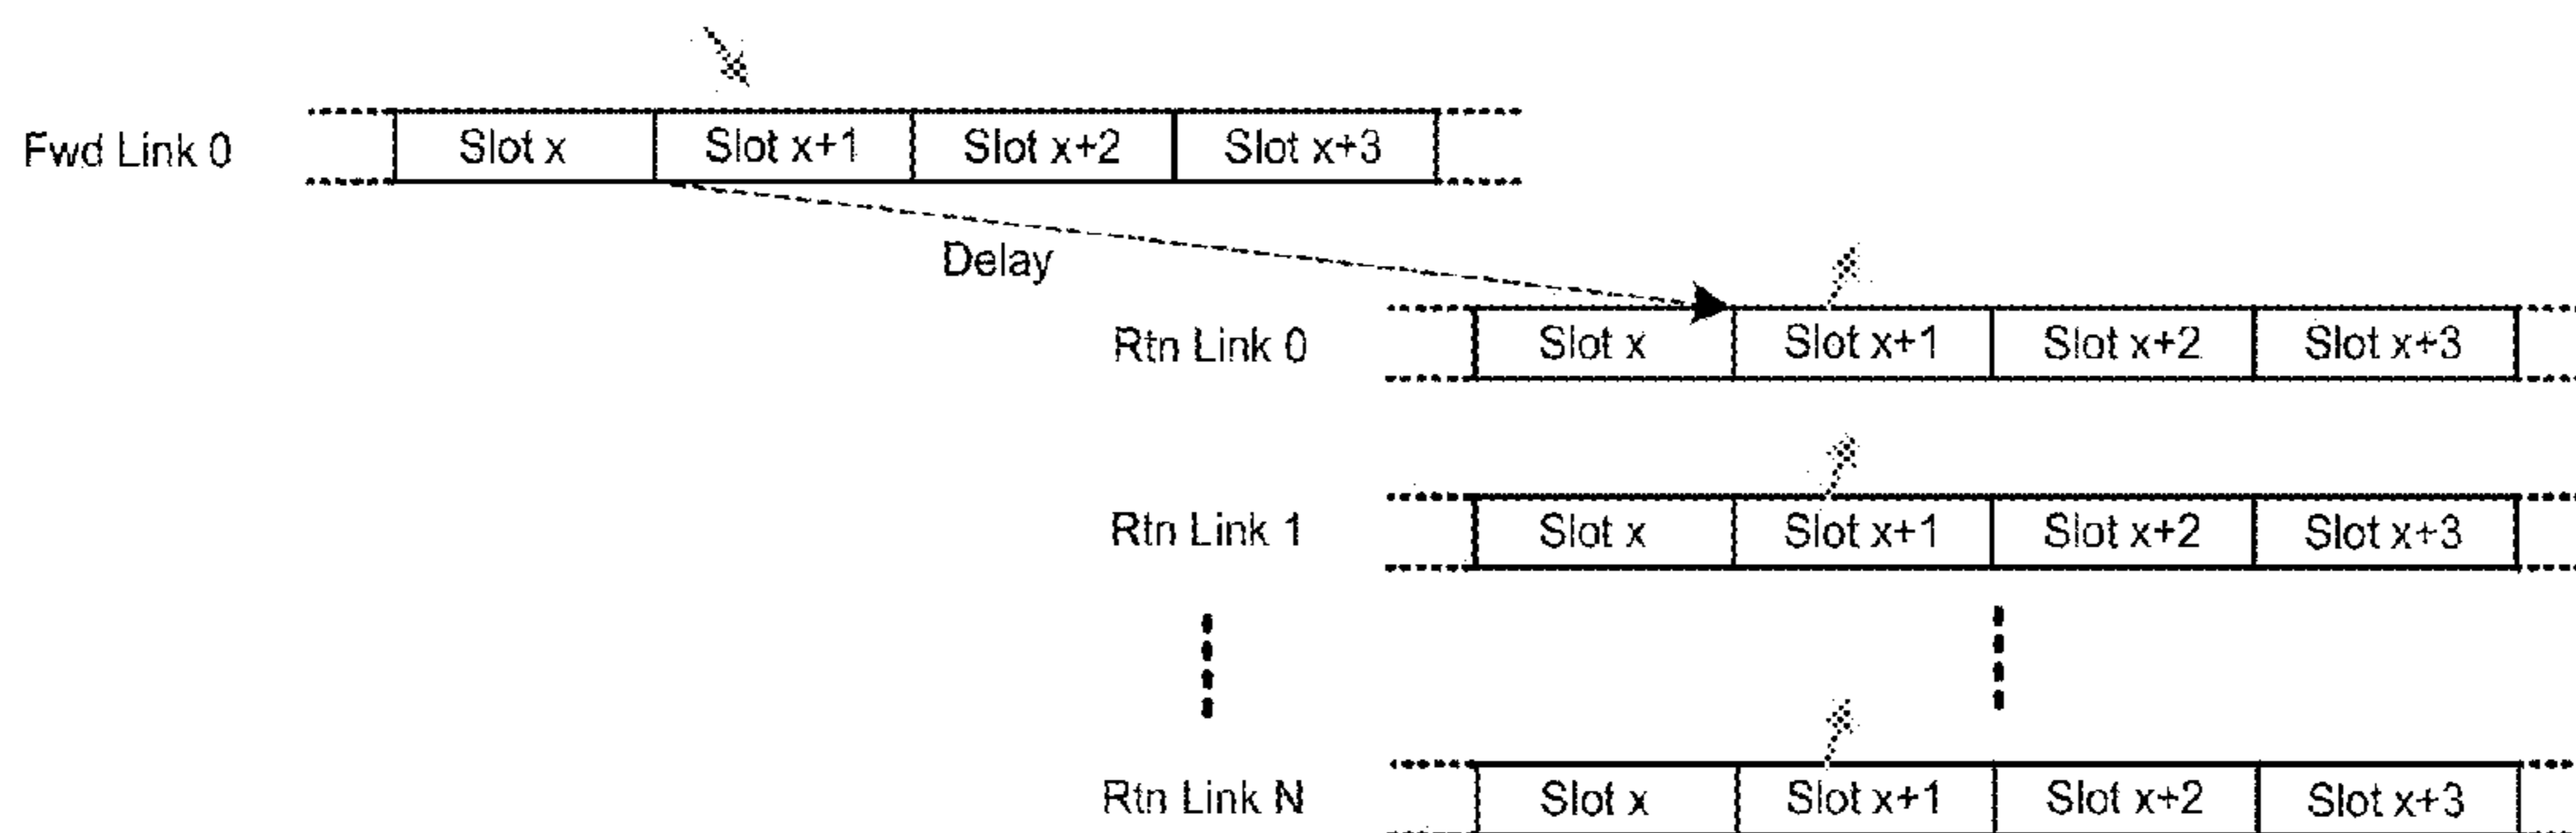 Fwd Link 0 Slot x Slot x+1 Slot x+2 Slot x+3
Delay
Rtn Link 0 Slot x Slot x+1 Slot x+2 Slot x+3
Rtn Link 1 Slot x Slot x+1 Slot x+2 Slot x+3
Rtn Link N Slot x Slot x+1 Slot x+2 Slot x+3